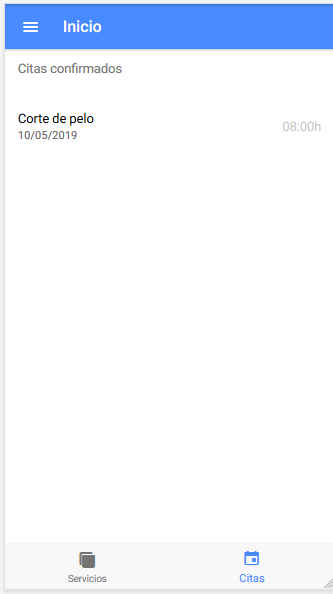 Inicio
Citas confirmados
Corte de pelo
10/05/2019
08:00h
Servicios
Citas